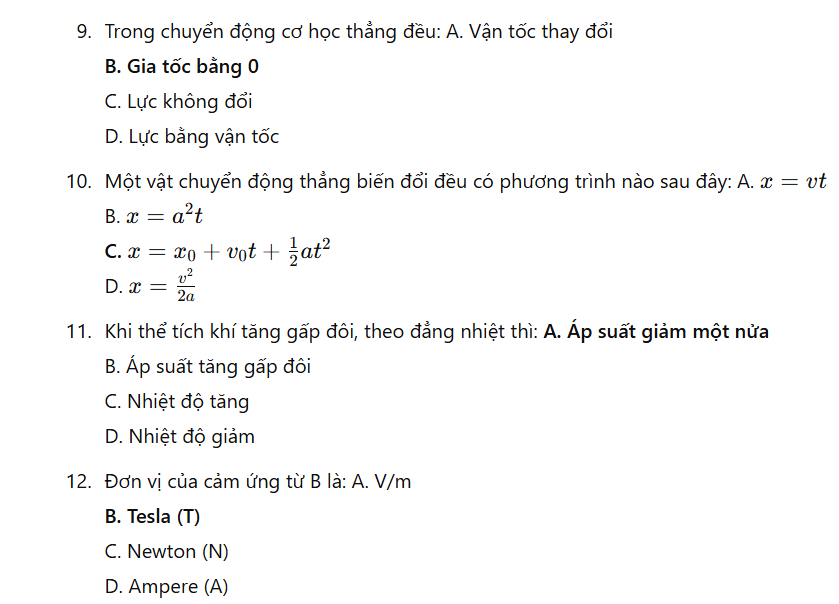 9. Trong chuyển động cơ học thẳng đều: A. Vận tốc thay đổi
B. Gia tốc bằng 0
C. Lực không đổi
D. Lực bằng vận tốc
10. Một vật chuyển động thẳng biến đổi đều có phương trình nào sau đây: A. $x = vt$
B. $x = a^2t$
C. $x = x_0 + v_0t + \frac{1}{2}at^2$
D. $x = \frac{v^2}{2a}$
11. Khi thể tích khí tăng gấp đôi, theo đẳng nhiệt thì: A. Áp suất giảm một nửa
B. Áp suất tăng gấp đôi
C. Nhiệt độ tăng
D. Nhiệt độ giảm
12. Đơn vị của cảm ứng từ B là: A. V/m
B. Tesla (T)
C. Newton (N)
D. Ampere (A)